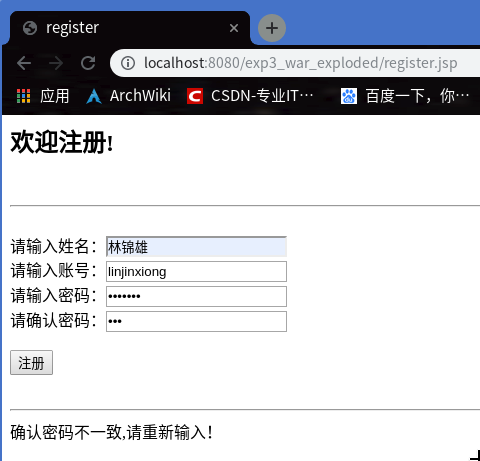 register
localhost:8080/exp3_war_exploded/register.jsp
应用 ArchWiki CSDN-专业IT… 百度一下，你…
欢迎注册!
请输入姓名：林锦雄
请输入账号：linjinxiong
请输入密码：•••••••
请确认密码：•••
注册
确认密码不一致,请重新输入！